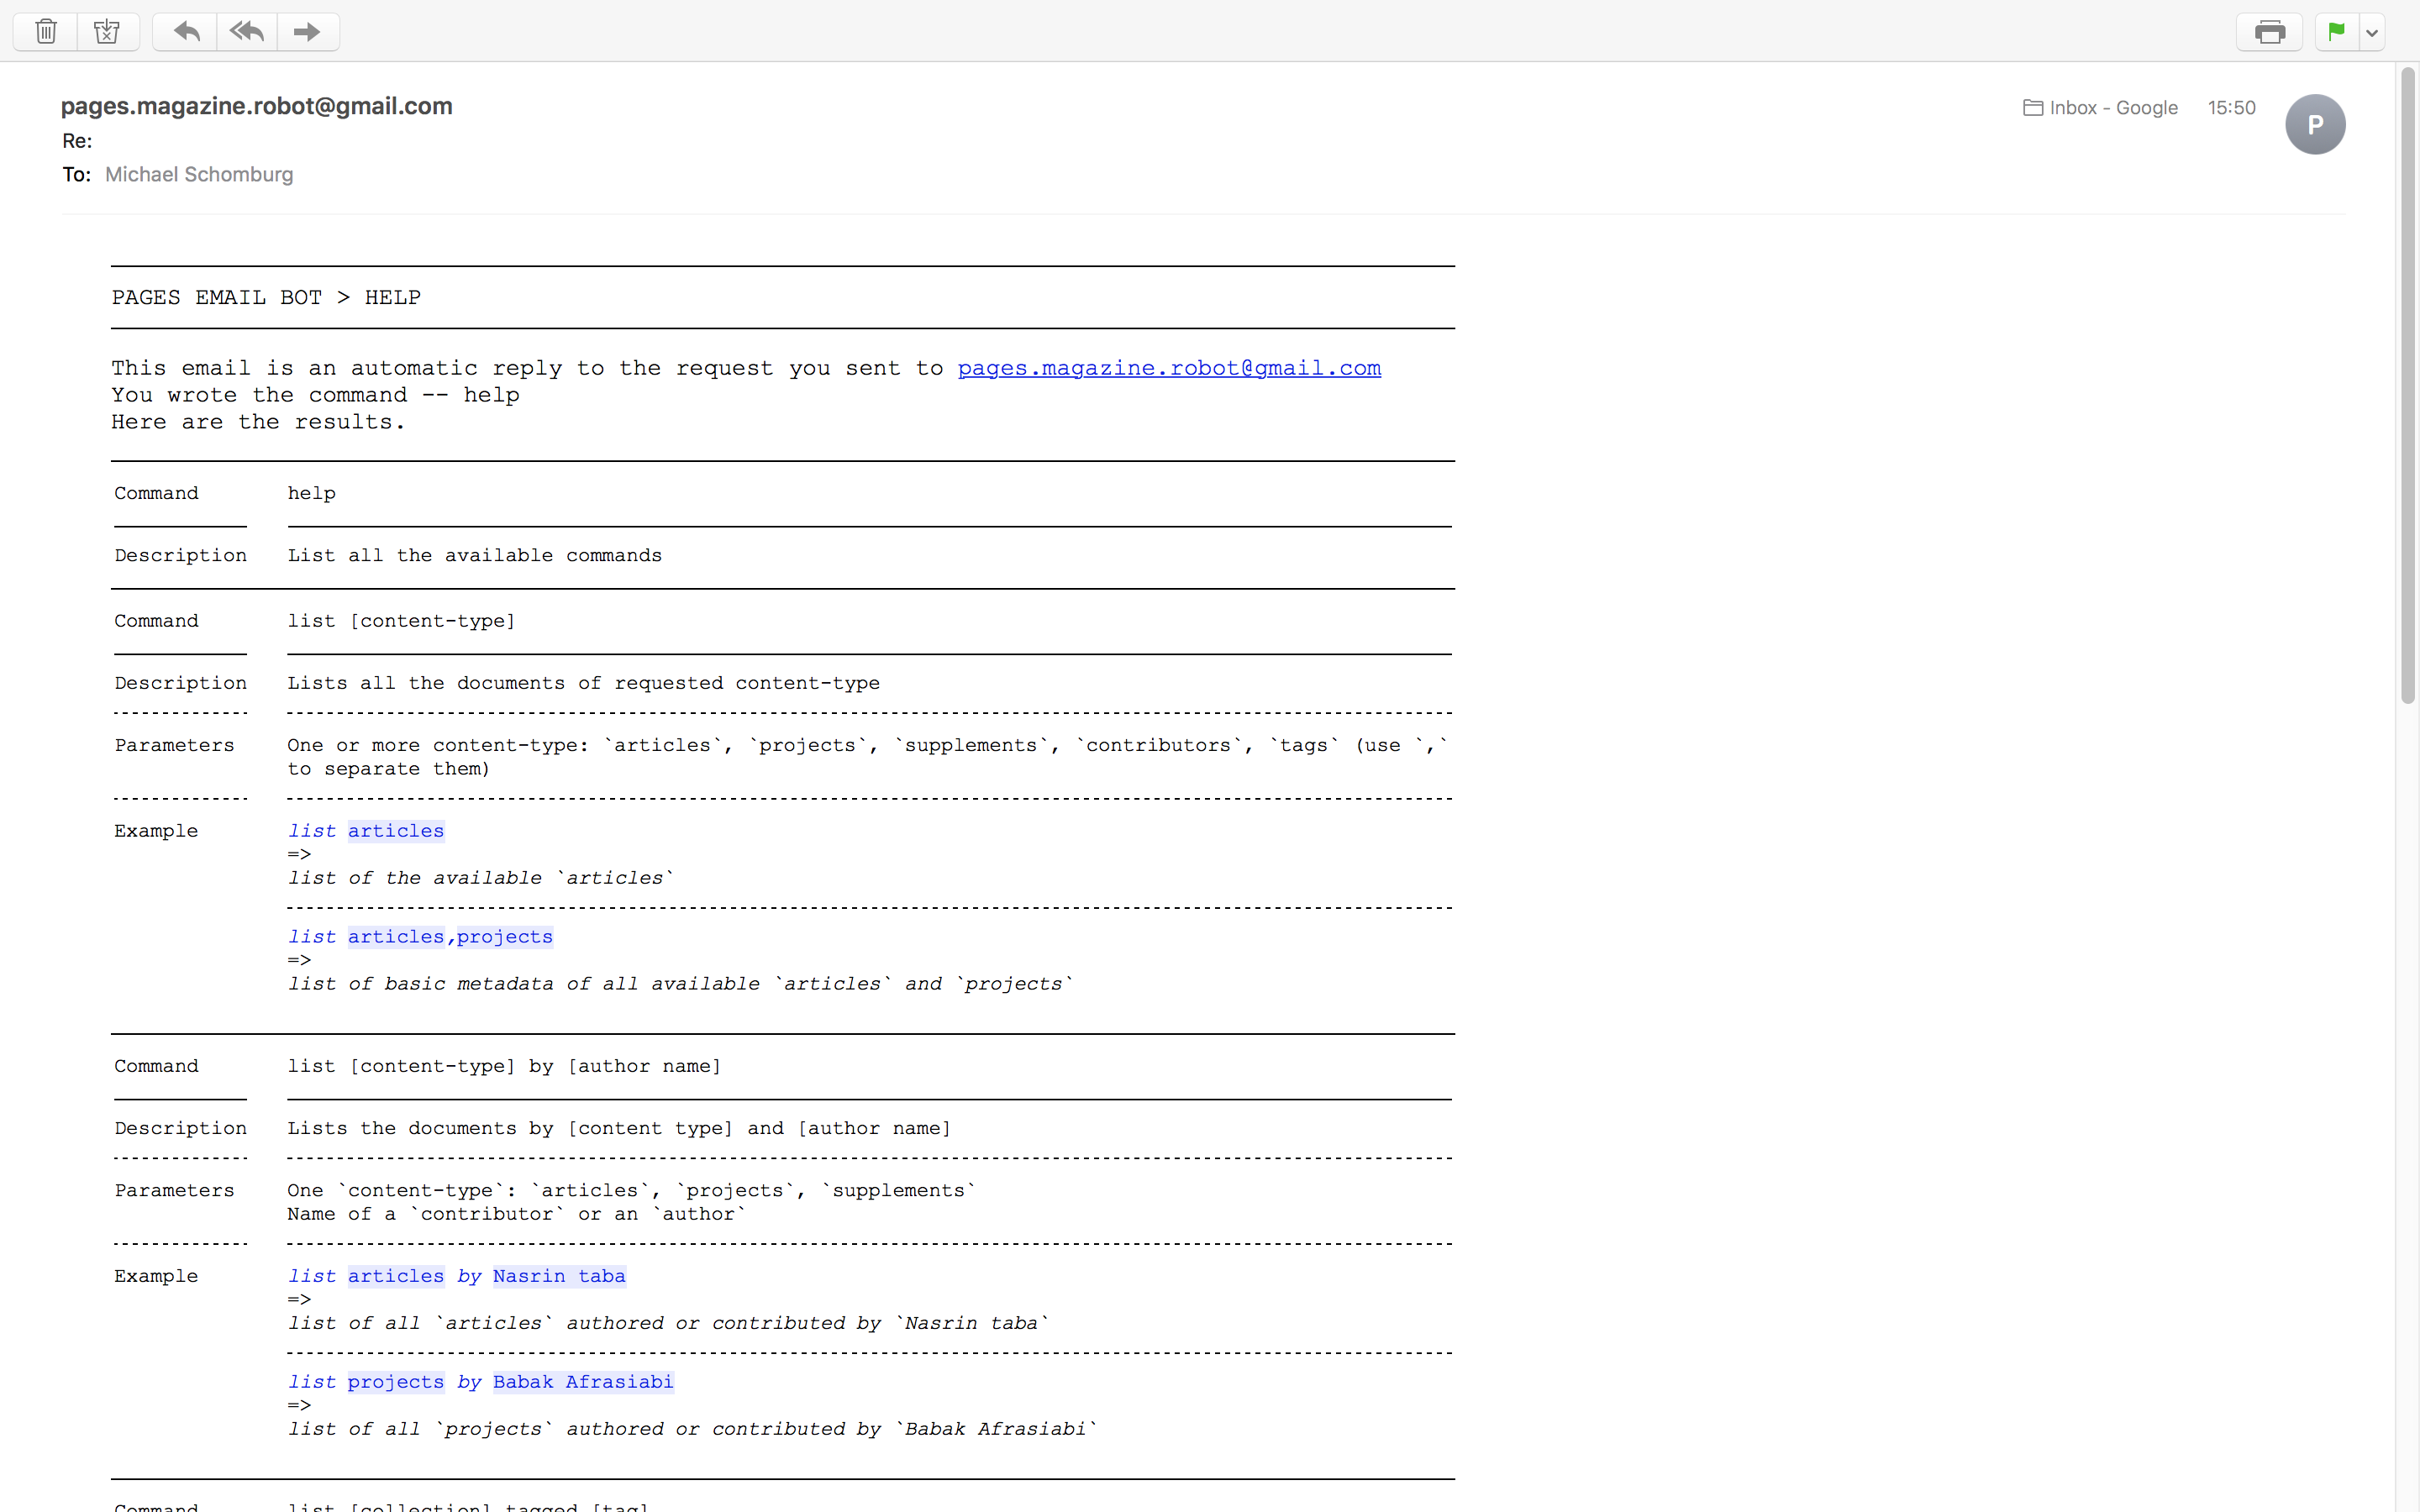 pages.magazine.robot@gmail.com
Inbox - Google 15:50
P
Re:
To: Michael Schomburg
PAGES EMAIL BOT > HELP
This email is an automatic reply to the request you sent to pages.magazine.robot@gmail.com
You wrote the command -- help
Here are the results.
Command help
Description List all the available commands
Command list [content-type]
Description Lists all the documents of requested content-type
Parameters One or more content-type: `articles`, `projects`, `supplements`, `contributors`, `tags` (use `,`
to separate them)
Example list articles
=>
list of the available `articles`
list articles,projects
=>
list of basic metadata of all available `articles` and `projects`
Command list [content-type] by [author name]
Description Lists the documents by [content type] and [author name]
Parameters One `content-type`: `articles`, `projects`, `supplements`
Name of a `contributor` or an `author`
Example list articles by Nasrin taba
=>
list of all `articles` authored or contributed by `Nasrin taba`
list projects by Babak Afrasiabi
=>
list of all `projects` authored or contributed by `Babak Afrasiabi`
Command list [collection] tagged [tag]